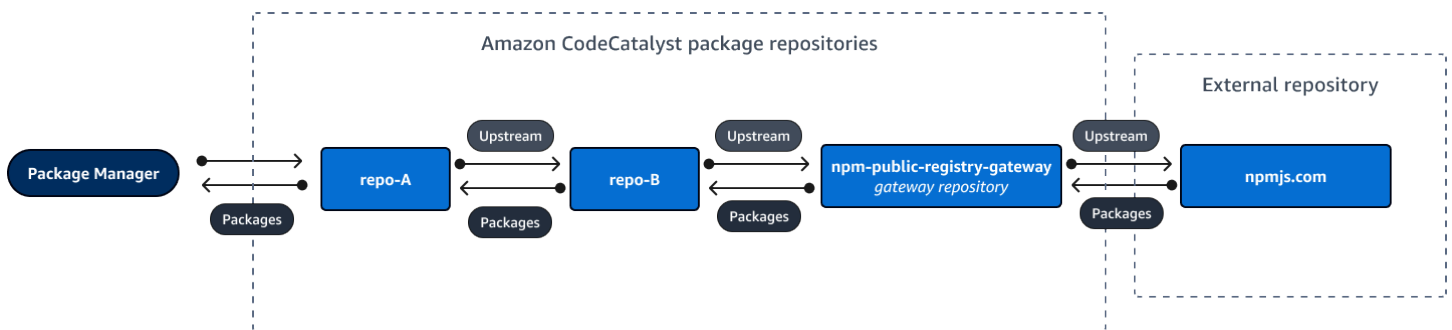 Amazon CodeCatalyst package repositories
External repository
Upstream
Upstream
Upstream
Package Manager
repo-A
repo-B
npm-public-registry-gateway
gateway repository
npmjs.com
Packages
Packages
Packages
Packages